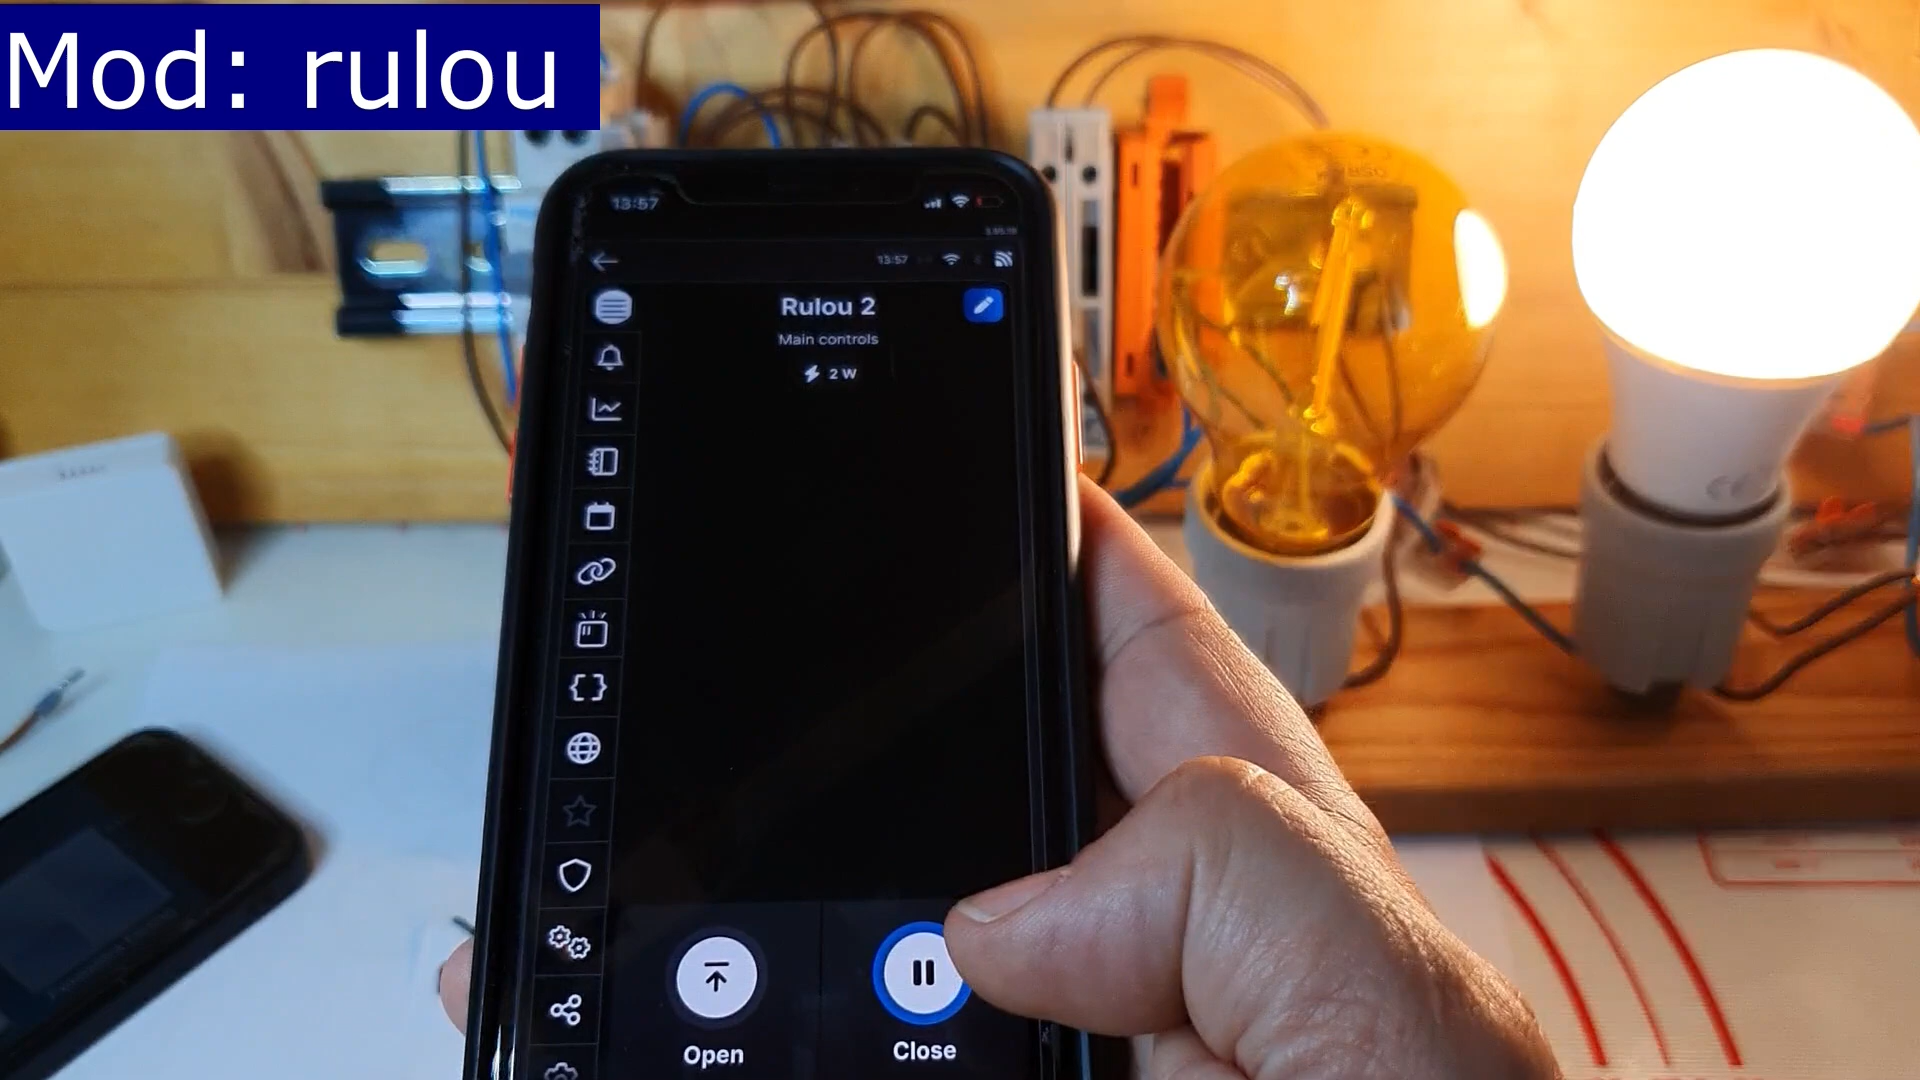 Mod: rulou
13:57
13:57
Rulou 2
Main controls
2 W
Open
Close